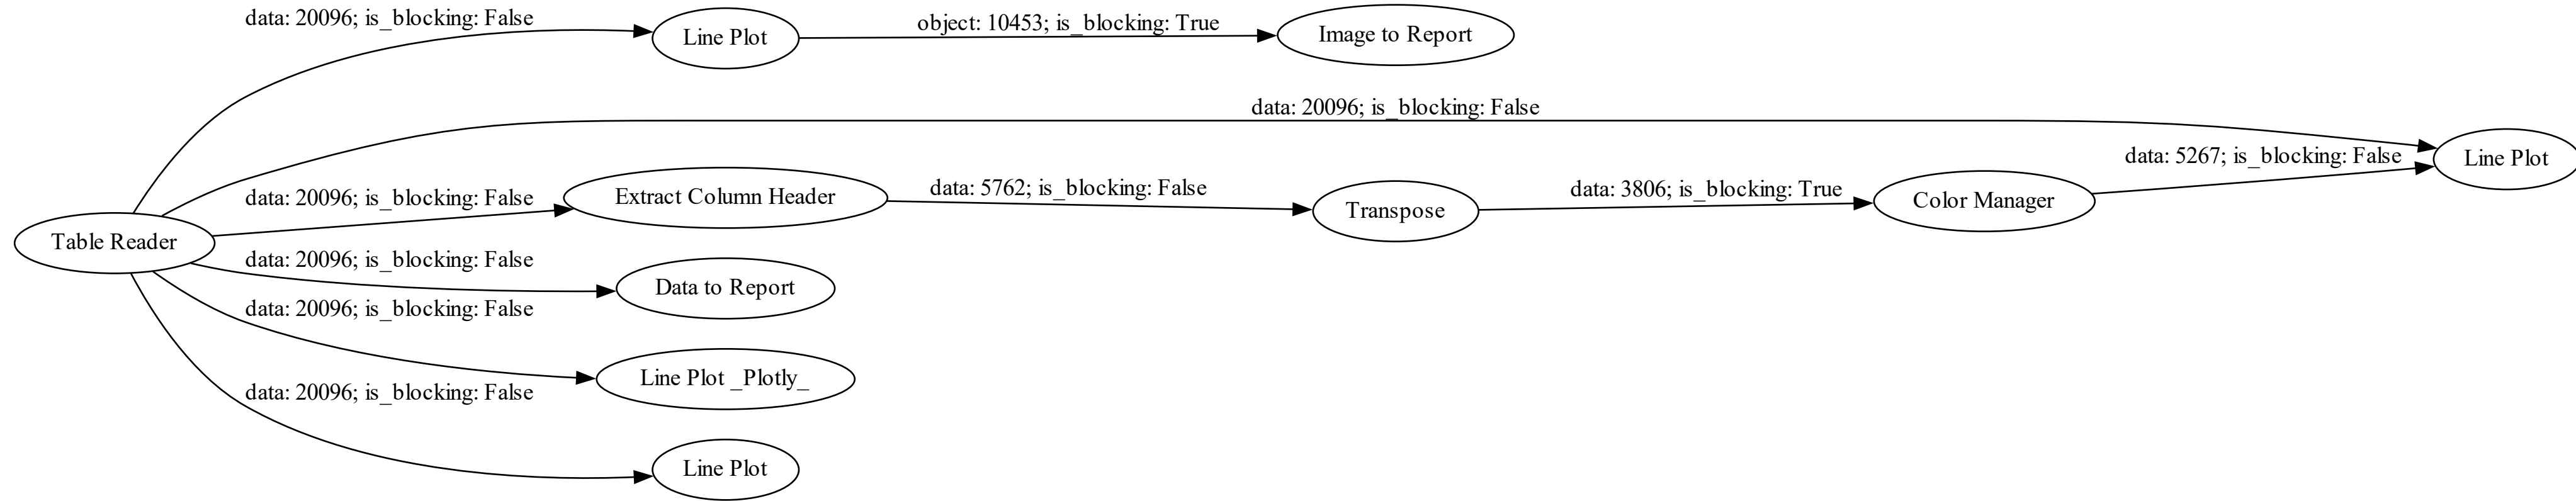 data: 20096; is_blocking: False
Line Plot
object: 10453; is_blocking: True
Image to Report
data: 20096; is_blocking: False
Line Plot
data: 5267; is_blocking: False
data: 20096; is_blocking: False
Extract Column Header
data: 5762; is_blocking: False
Transpose
data: 3806; is_blocking: True
Color Manager
Table Reader
data: 20096; is_blocking: False
Data to Report
data: 20096; is_blocking: False
Line Plot _Plotly_
data: 20096; is_blocking: False
Line Plot